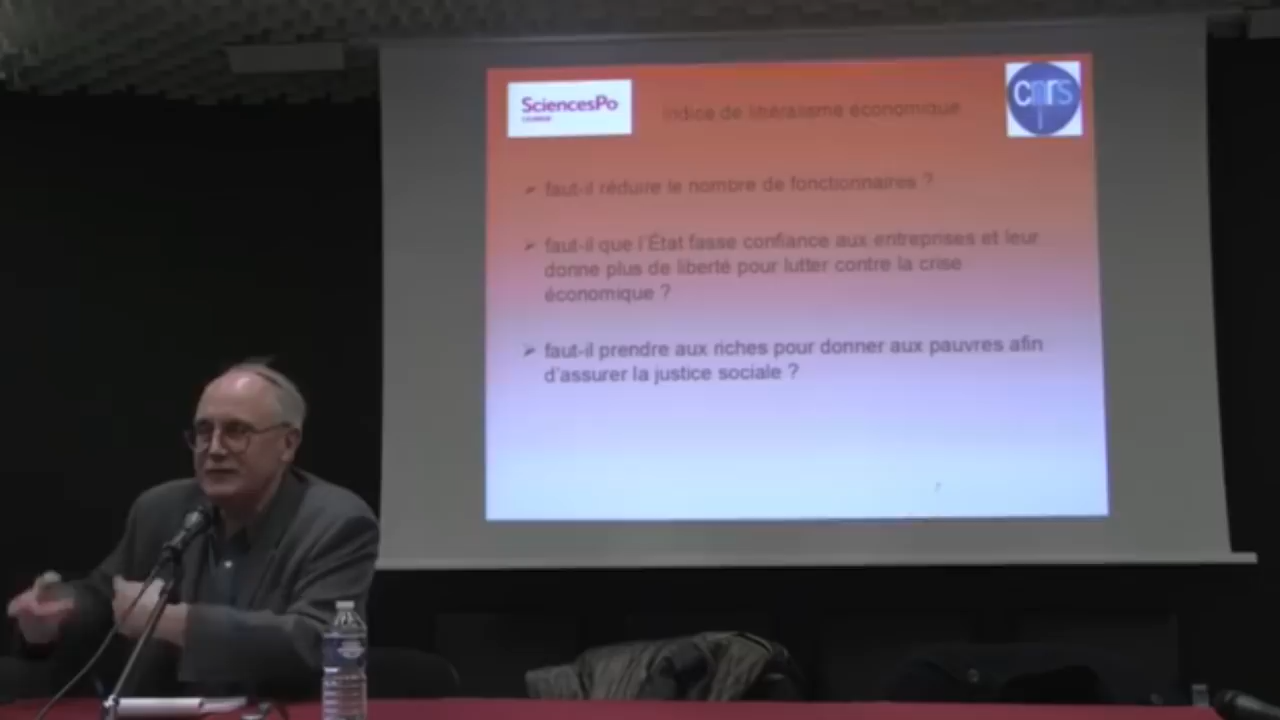 SciencesPo
Indice de libéralisme économique
cnrs
faut-il réduire le nombre de fonctionnaires ?
faut-il que l'État fasse confiance aux entreprises et leur
donne plus de liberté pour lutter contre la crise
économique ?
faut-il prendre aux riches pour donner aux pauvres afin
d'assurer la justice sociale ?